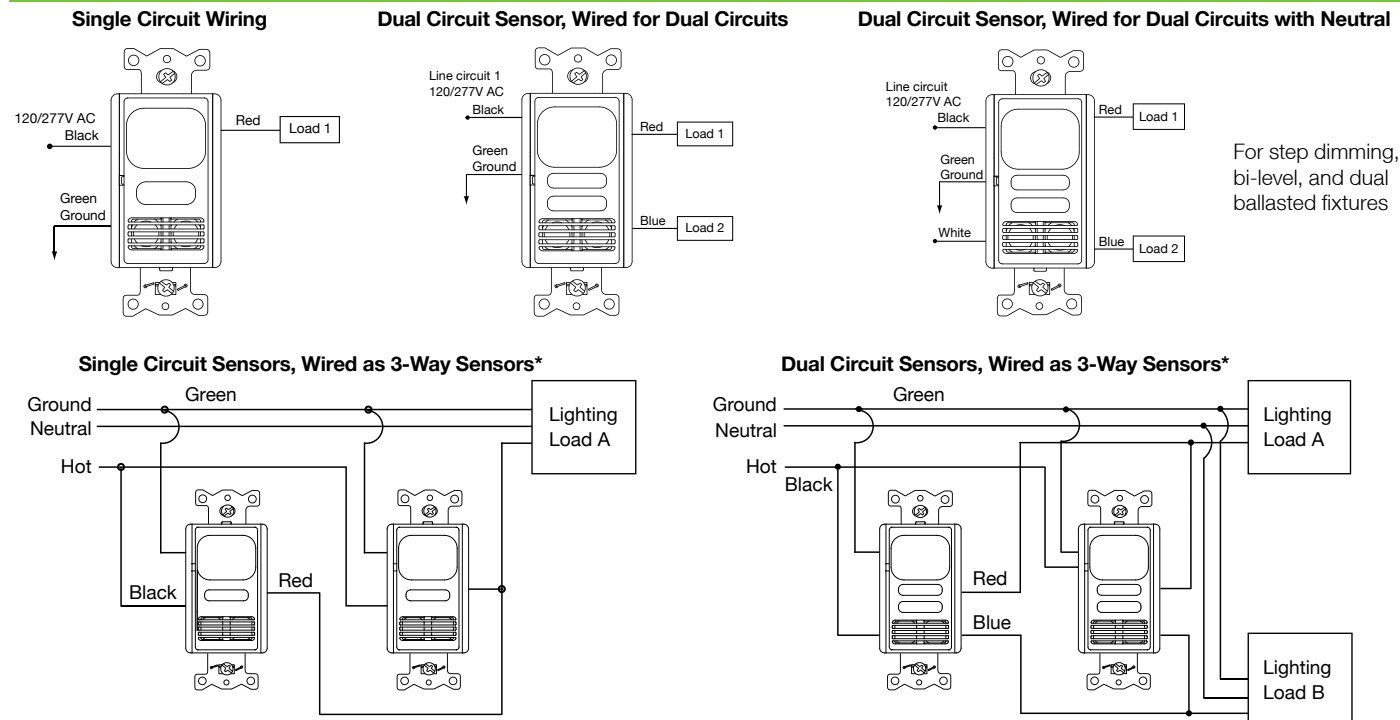 Single Circuit Wiring
120/277V AC
Black
Green
Ground
Red
Load 1
Dual Circuit Sensor, Wired for Dual Circuits
Line circuit 1
120/277V AC
Black
Green
Ground
Red
Load 1
Blue
Load 2
Dual Circuit Sensor, Wired for Dual Circuits with Neutral
Line circuit
120/277V AC
Black
Green
Ground
White
Red
Load 1
Blue
Load 2
For step dimming,
bi-level, and dual
ballasted fixtures
Single Circuit Sensors, Wired as 3-Way Sensors*
Green
Ground
Neutral
Hot
Black
Red
Lighting
Load A
Dual Circuit Sensors, Wired as 3-Way Sensors*
Green
Ground
Neutral
Hot
Black
Red
Blue
Lighting
Load A
Lighting
Load B